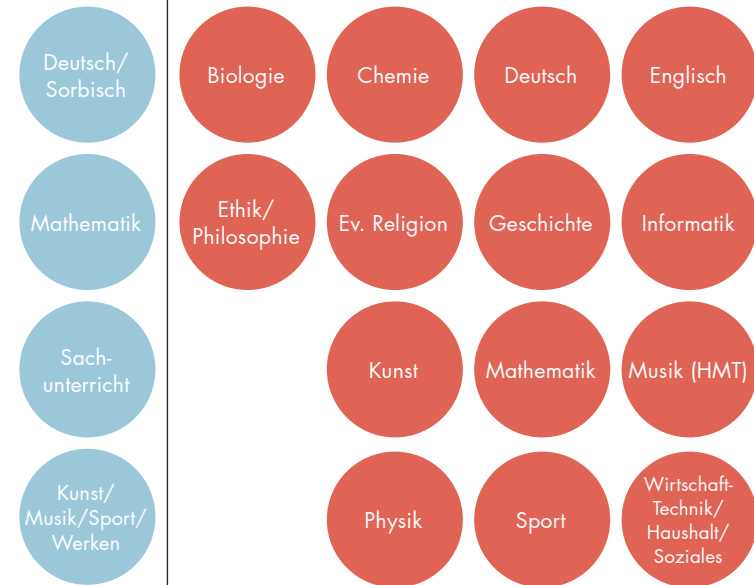 Deutsch/
Sorbisch
Biologie
Chemie
Deutsch
Englisch
Mathematik
Ethik/
Philosophie
Ev. Religion
Geschichte
Informatik
Sach-
unterricht
Kunst
Mathematik
Musik (HMT)
Kunst/
Musik/Sport/
Werken
Physik
Sport
Wirtschaft-
Technik/
Haushalt/
Soziales